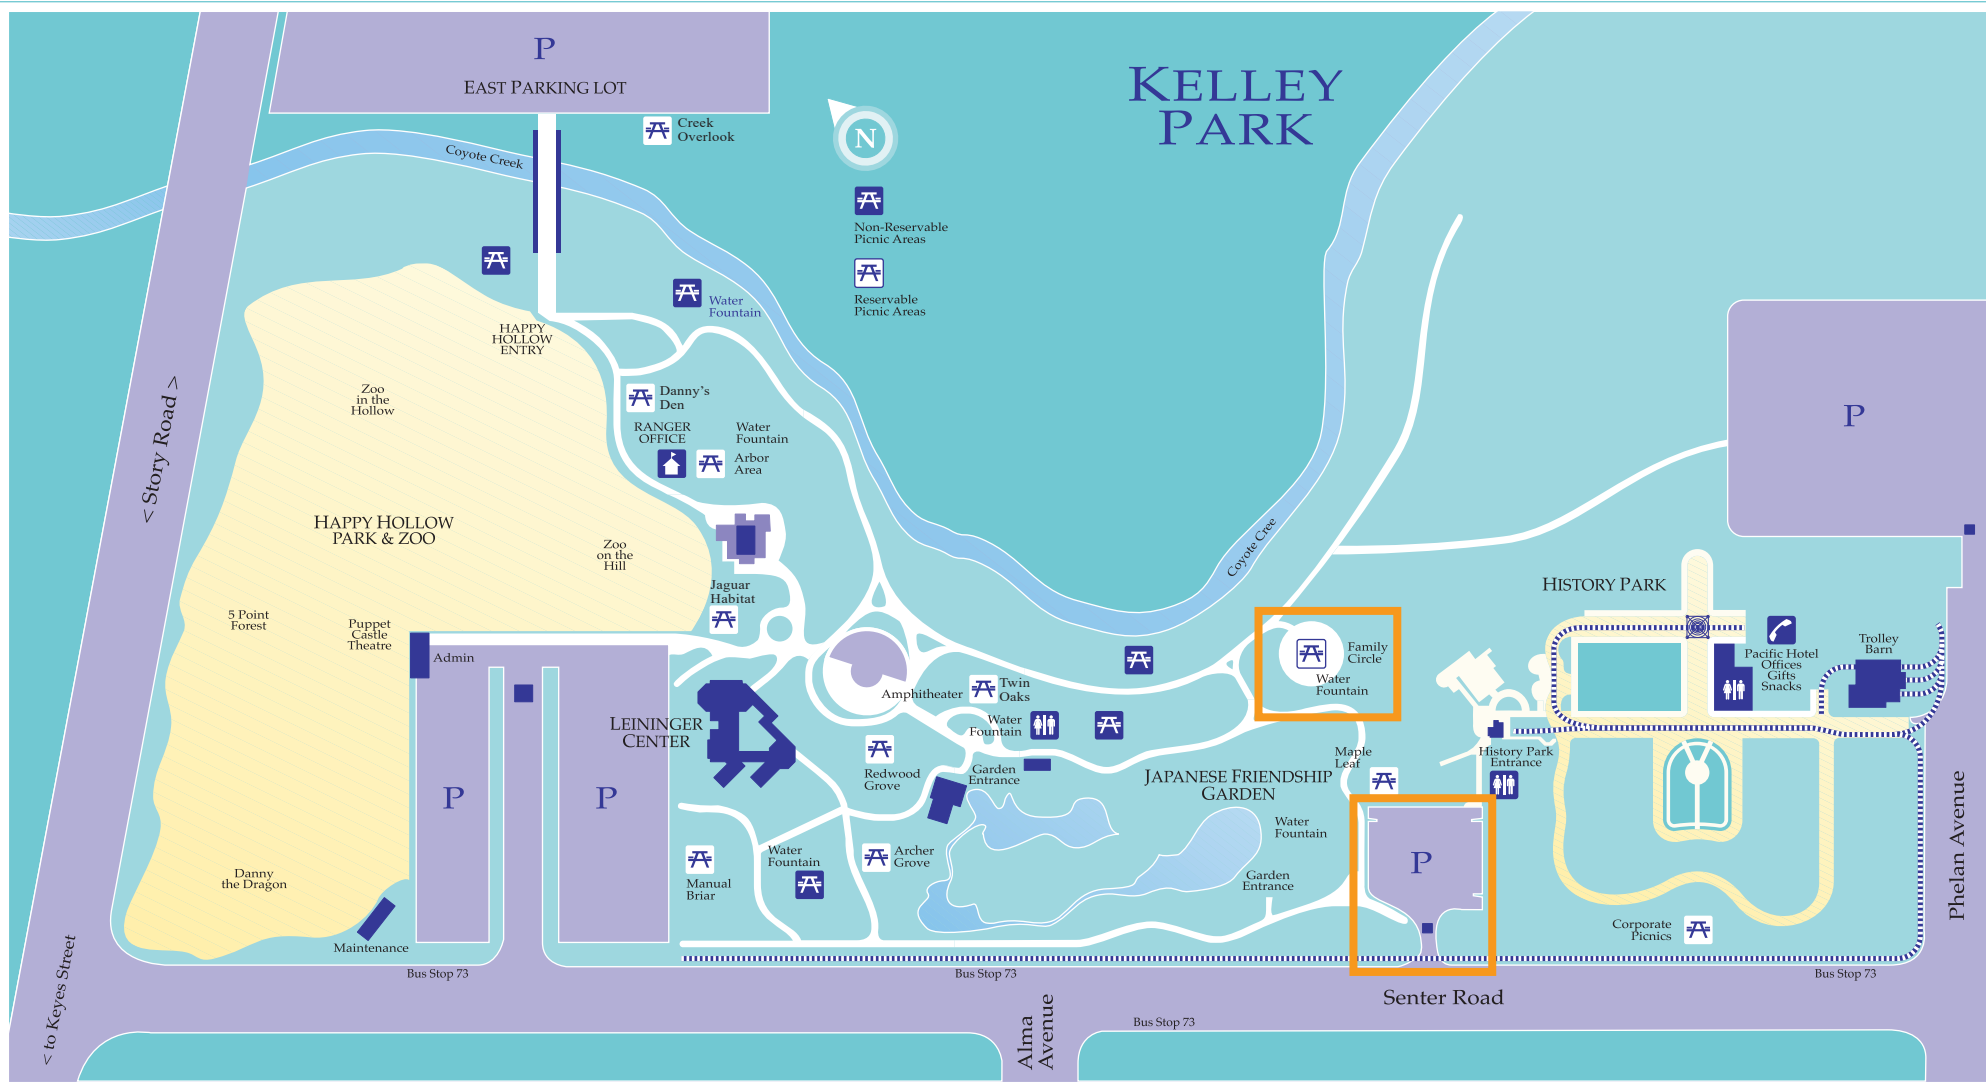 P
EAST PARKING LOT
KELLEY
PARK
Creek
Overlook
N
Coyote Creek
Non-Reservable
Picnic Areas
Reservable
Picnic Areas
Water
Fountain
HAPPY
HOLLOW
ENTRY
Zoo
in the
Hollow
Danny's
Den
RANGER
OFFICE
Water
Fountain
Arbor
Area
< Story Road >
P
HAPPY HOLLOW
PARK & ZOO
Zoo
on the
Hill
Coyote Cree
Jaguar
Habitat
HISTORY PARK
5 Point
Forest
Puppet
Castle
Theatre
Admin
Family
Circle
Water
Fountain
Pacific Hotel
Offices
Gifts
Snacks
Trolley
Barn
Amphitheater
Twin
Oaks
LEININGER
CENTER
Water
Fountain
Redwood
Grove
Garden
Entrance
JAPANESE FRIENDSHIP
GARDEN
Maple
Leaf
History Park
Entrance
P
P
Water
Fountain
P
Water
Fountain
Archer
Grove
Manual
Briar
Garden
Entrance
Danny
the Dragon
Corporate
Picnics
Phelan Avenue
Maintenance
Bus Stop 73
Bus Stop 73
Bus Stop 73
< to Keyes Street
Senter Road
Alma
Avenue
Bus Stop 73